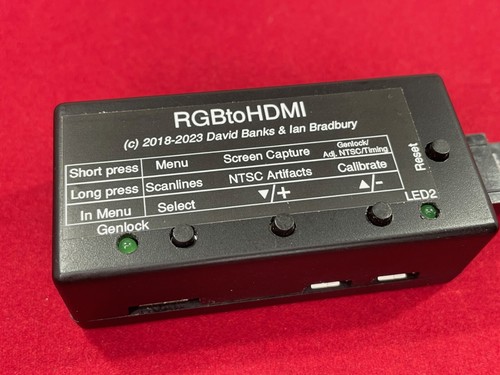 RGBtoHDMI
(c) 2018-2023 David Banks & Ian Bradbury
Short press Menu Screen Capture Genlock/ Adj. NTSC/Timing
Long press Scanlines NTSC Artifacts Calibrate
In Menu Select ▼/+ ▲/-
Genlock
LED2
Reset